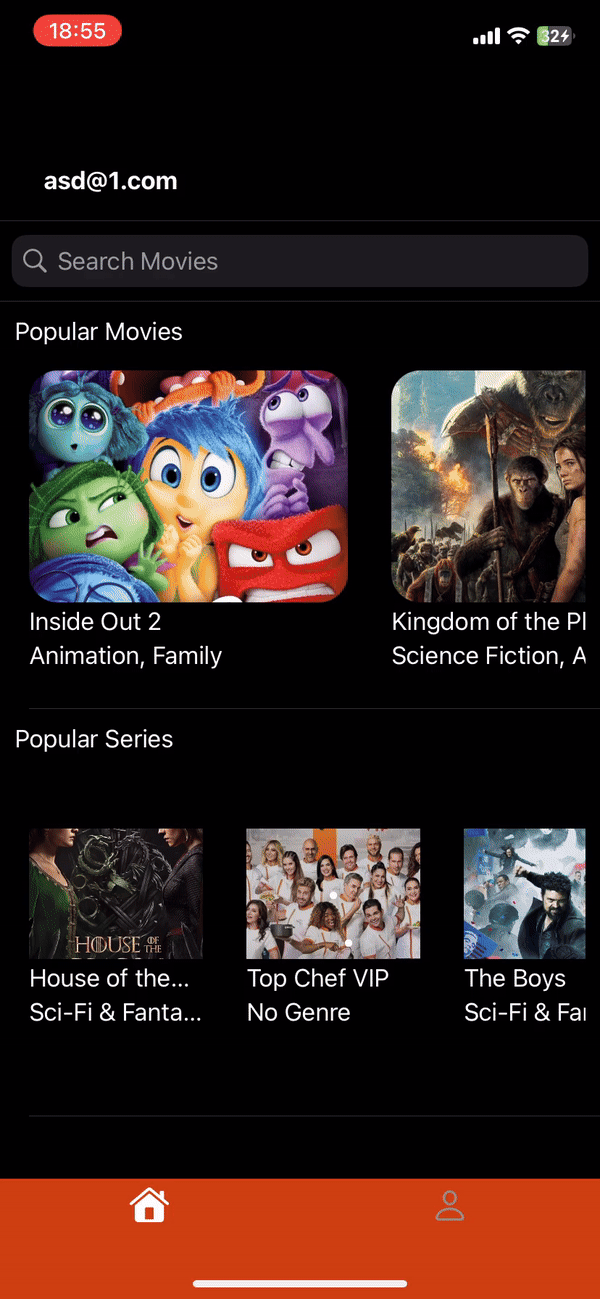 18:55
32
asd@1.com
Search Movies
Popular Movies
Inside Out 2
Animation, Family
Kingdom of the Pl
Science Fiction, A
Popular Series
HOUSE OF THE
House of the...
Sci-Fi & Fanta...
Top Chef VIP
No Genre
The Boys
Sci-Fi & Fa